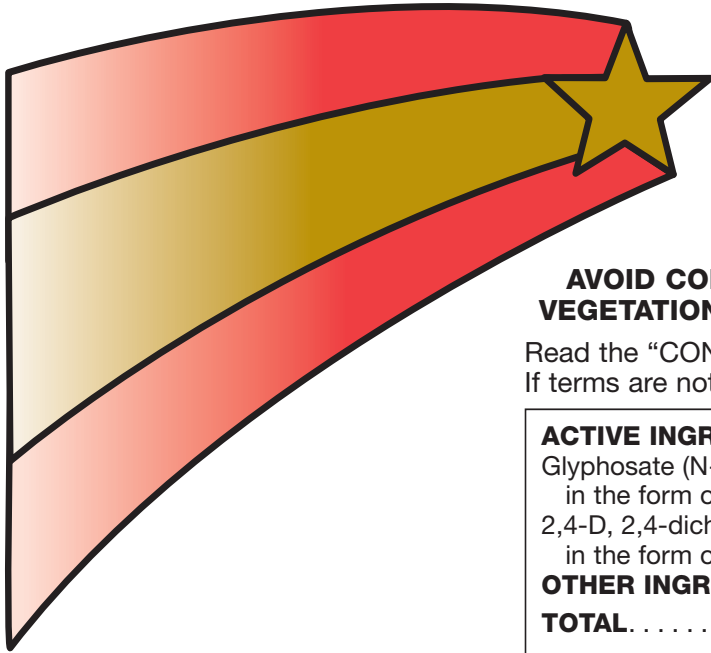 AVOID CO
VEGETATION
Read the “CON
If terms are not
ACTIVE INGR
Glyphosate (N-
in the form o
2,4-D, 2,4-dich
in the form o
OTHER INGR
TOTAL. . . . . .